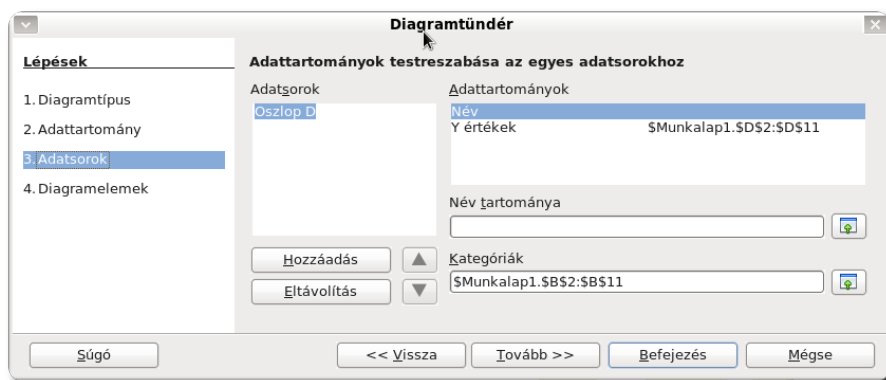 Diagramtündér
Lépések
1. Diagramtípus
2. Adattartomány
3. Adatsorok
4. Diagramelemek
Adattartományok testreszabása az egyes adatsorokhoz
Adatsorok
Oszlop D
Hozzáadás
Eltávolítás
Adattartományok
Név
Y értékek $Munkalap1.$D$2:$D$11
Név tartománya
Kategóriák
$Munkalap1.$B$2:$B$11
Súgó
<< Vissza
Tovább >>
Befejezés
Mégse